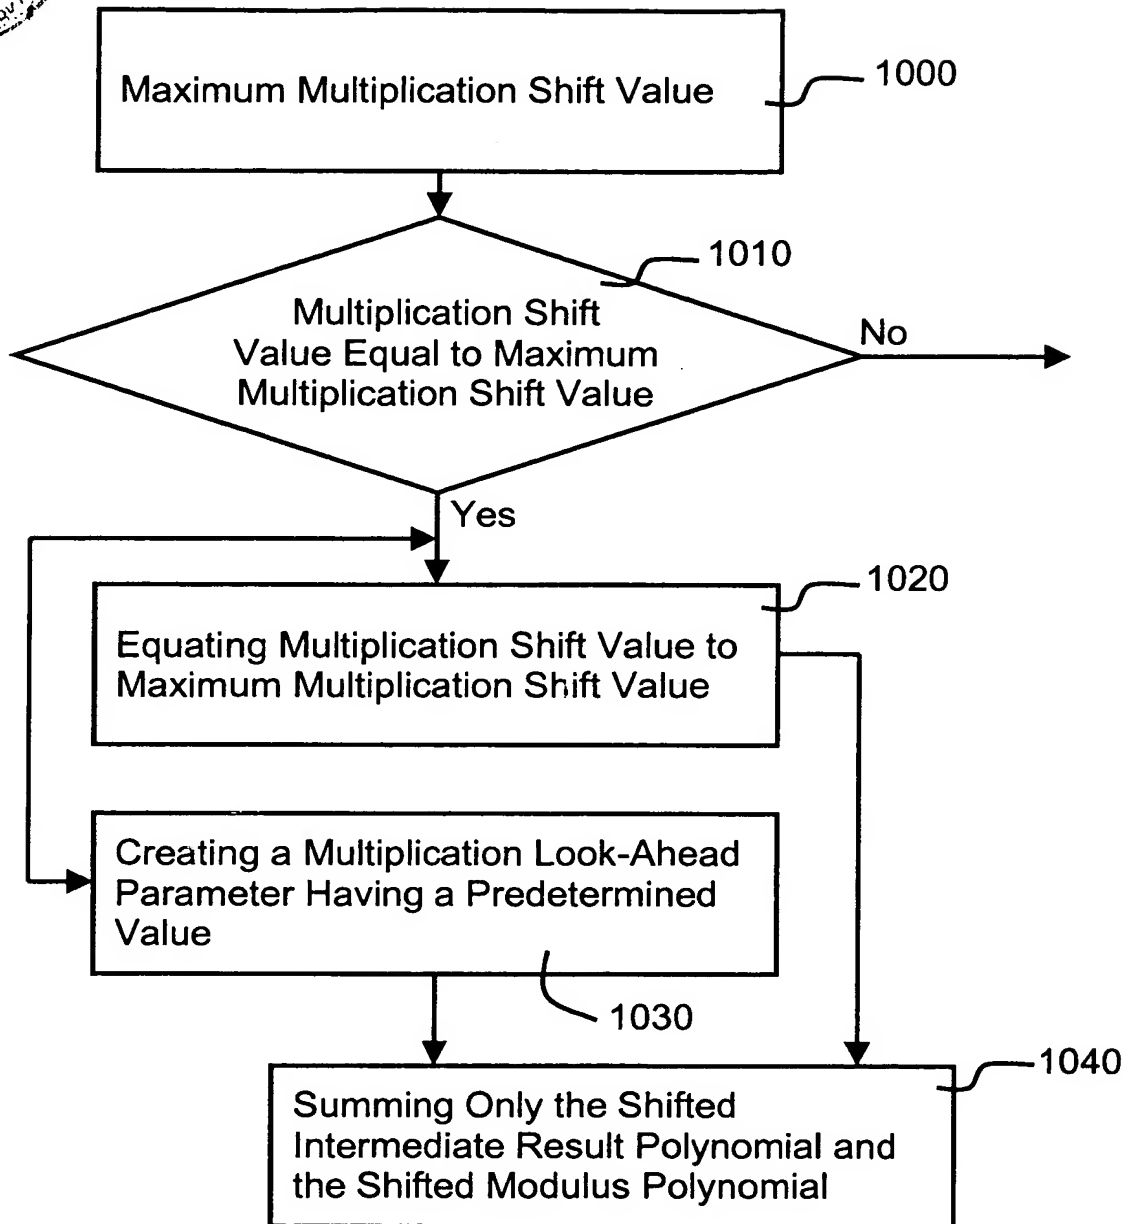 Maximum Multiplication Shift Value
1000
1010
Multiplication Shift
Value Equal to Maximum
Multiplication Shift Value
No
Yes
1020
Equating Multiplication Shift Value to
Maximum Multiplication Shift Value
Creating a Multiplication Look-Ahead
Parameter Having a Predetermined
Value
1030
1040
Summing Only the Shifted
Intermediate Result Polynomial and
the Shifted Modulus Polynomial